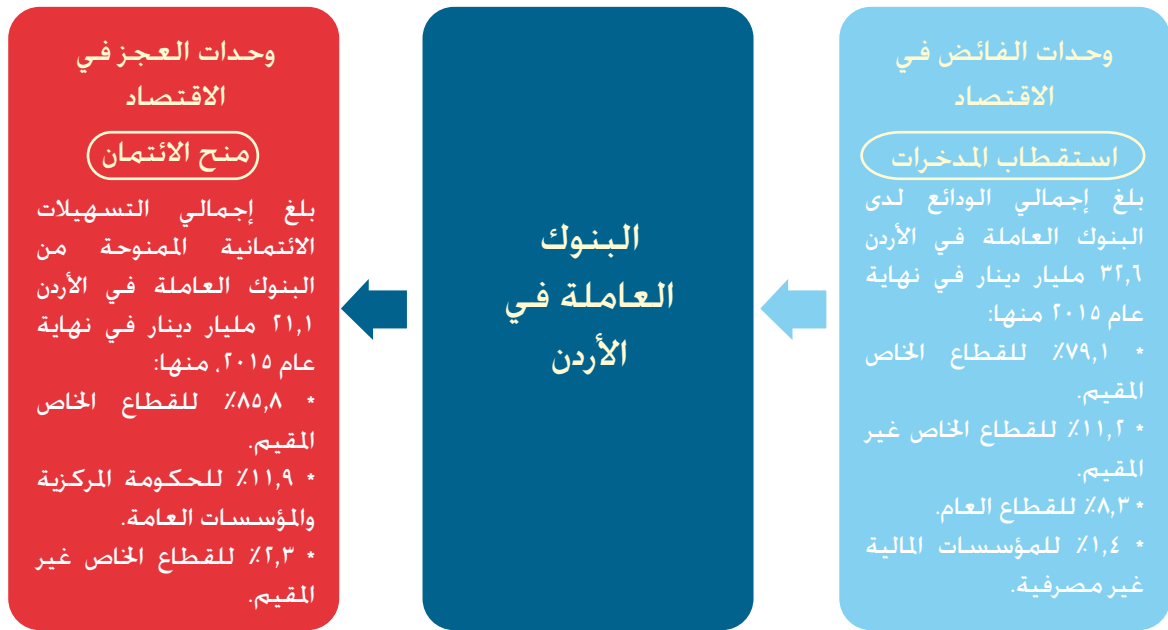 وحدات الفائض في
الاقتصاد
استقطاب المدخرات
بلغ إجمالي الودائع لدى
البنوك العاملة في الأردن
٣٢,٦ مليار دينار في نهاية
عام ٢٠١٥ منها:
* ٧٩,١٪ للقطاع الخاص
المقيم.
* ١١,٢٪ للقطاع الخاص غير
المقيم.
* ٨,٣٪ للقطاع العام.
* ١,٤٪ للمؤسسات المالية
غير مصرفية.
البنوك
العاملة في
الأردن
وحدات العجز في
الاقتصاد
منح الائتمان
بلغ إجمالي التسهيلات
الائتمانية الممنوحة من
البنوك العاملة في الأردن
٢١,١ مليار دينار في نهاية
عام ٢٠١٥، منها:
* ٨٥,٨٪ للقطاع الخاص
المقيم.
* ١١,٩٪ للحكومة المركزية
والمؤسسات العامة.
* ٢,٣٪ للقطاع الخاص غير
المقيم.